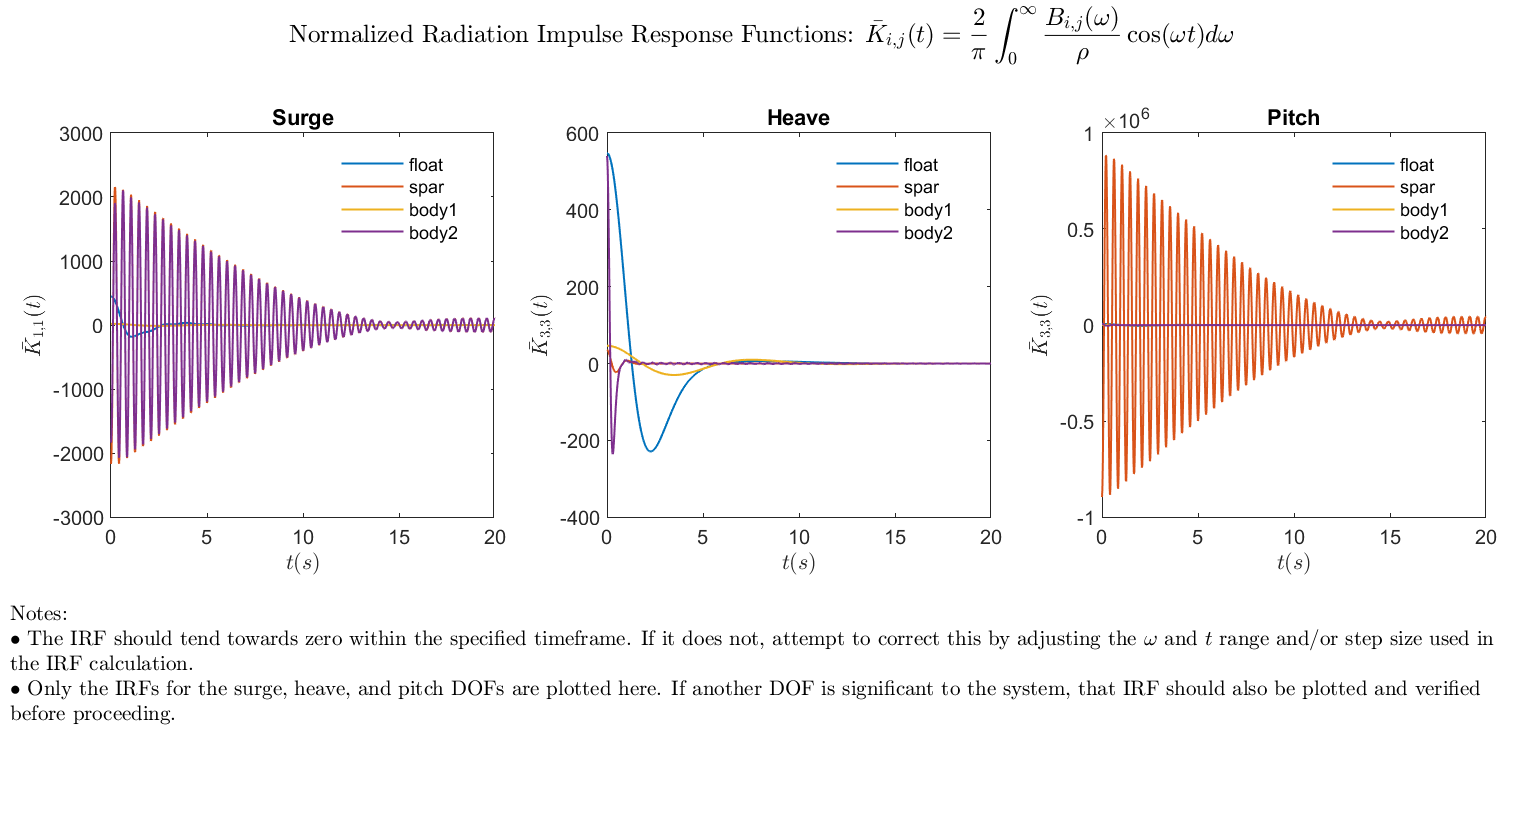 Normalized Radiation Impulse Response Functions: $\bar{K}_{i,j}(t) = \frac{2}{\pi} \int_0^{\infty} \frac{B_{i,j}(\omega)}{\rho} \cos(\omega t) d\omega$
Surge
3000
2000
1000
0
-1000
-2000
-3000
0 5 10 15 20
$\bar{K}_{1,1}(t)$
t(s)
float
spar
body1
body2
Heave
600
400
200
0
-200
-400
0 5 10 15 20
$\bar{K}_{3,3}(t)$
t(s)
float
spar
body1
body2
Pitch
×10⁶
1
0.5
0
-0.5
-1
0 5 10 15 20
$\bar{K}_{3,3}(t)$
t(s)
float
spar
body1
body2
Notes:
• The IRF should tend towards zero within the specified timeframe. If it does not, attempt to correct this by adjusting the ω and t range and/or step size used in
the IRF calculation.
• Only the IRFs for the surge, heave, and pitch DOFs are plotted here. If another DOF is significant to the system, that IRF should also be plotted and verified
before proceeding.